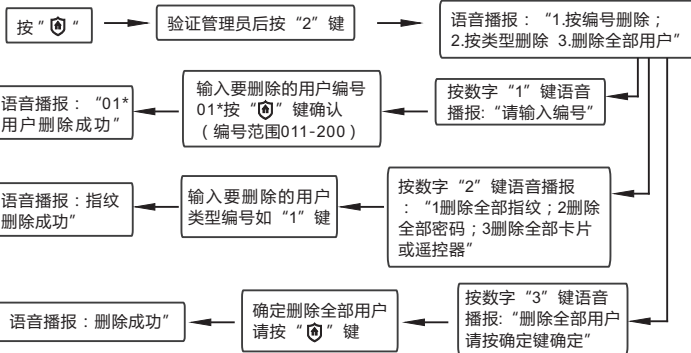 按" "
验证管理员后按“2”键
语音播报：“1.按编号删除；
2.按类型删除 3.删除全部用户”
按数字“1”键语音
播报:“请输入编号”
输入要删除的用户编号
01*按“ ”键确认
（编号范围011-200）
语音播报：“01*
用户删除成功”
按数字“2”键语音播报
：“1删除全部指纹；2删除
全部密码；3删除全部卡片
或遥控器”
输入要删除的用户
类型编号如“1”键
语音播报：指纹
删除成功”
按数字“3”键语音
播报:“删除全部用户
请按确定键确定”
确定删除全部用户
请按“ ”键
语音播报：删除成功”